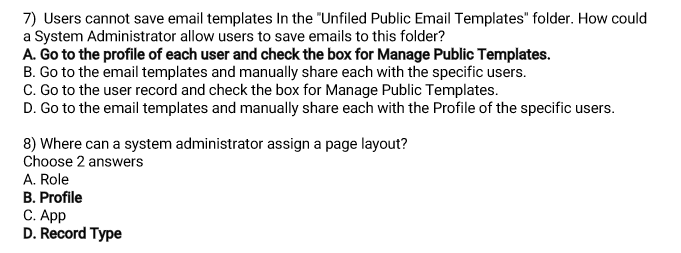 7) Users cannot save email templates In the "Unfiled Public Email Templates" folder. How could
a System Administrator allow users to save emails to this folder?
A. Go to the profile of each user and check the box for Manage Public Templates.
B. Go to the email templates and manually share each with the specific users.
C. Go to the user record and check the box for Manage Public Templates.
D. Go to the email templates and manually share each with the Profile of the specific users.
8) Where can a system administrator assign a page layout?
Choose 2 answers
A. Role
B. Profile
C. App
D. Record Type